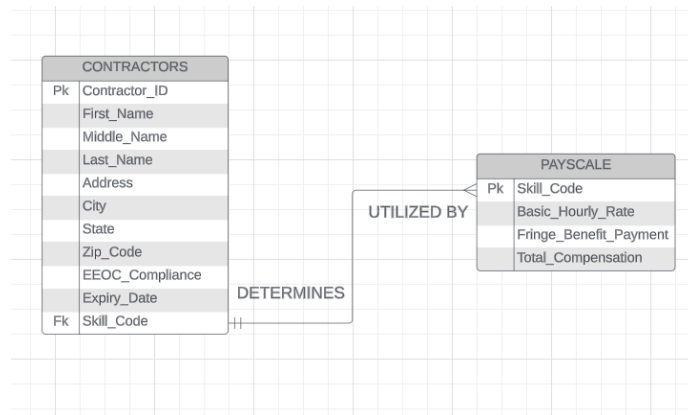 CONTRACTORS
Pk Contractor_ID
First_Name
Middle_Name
Last_Name
Address
City
State
Zip_Code
EEOC_Compliance
Expiry_Date
Fk Skill_Code
DETERMINES
UTILIZED BY
PAYSCALE
Pk Skill_Code
Basic_Hourly_Rate
Fringe_Benefit_Payment
Total_Compensation